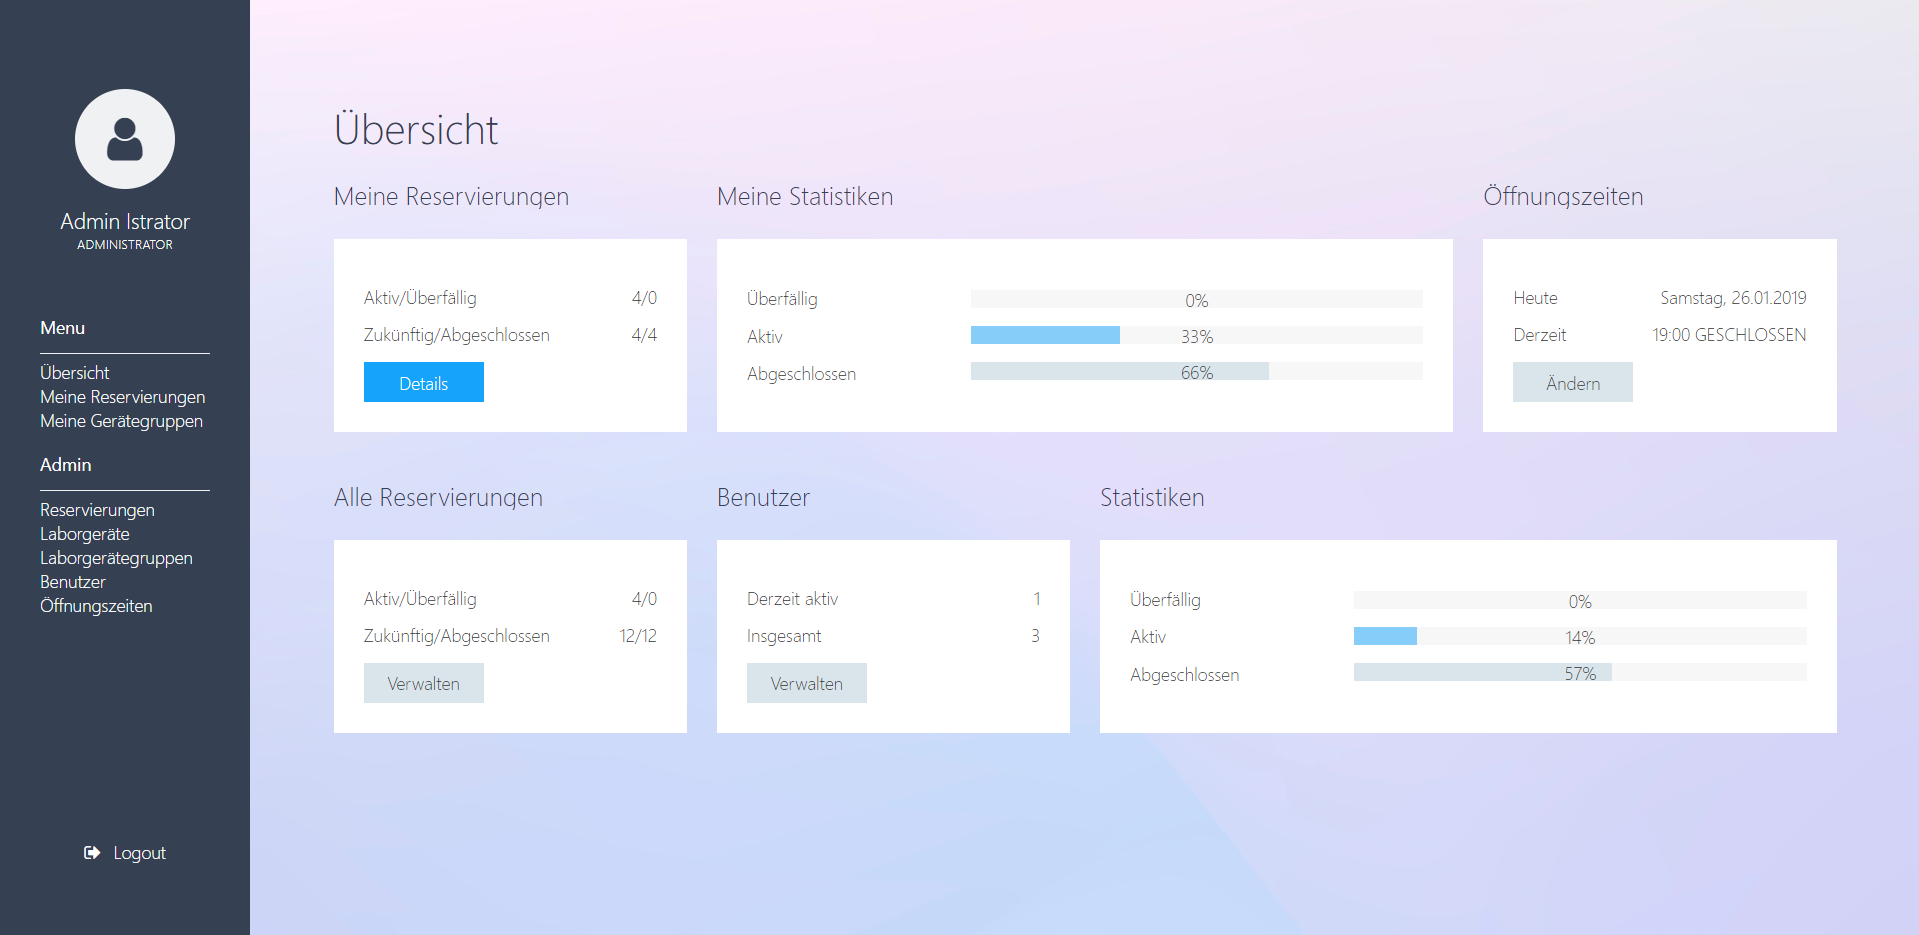 Admin Istrator
ADMINISTRATOR
Menu
Übersicht
Meine Reservierungen
Meine Gerätegruppen
Admin
Reservierungen
Laborgeräte
Laborgerätegruppen
Benutzer
Öffnungszeiten
Logout
Übersicht
Meine Reservierungen
Aktiv/Überfällig 4/0
Zukünftig/Abgeschlossen 4/4
Details
Meine Statistiken
Überfällig 0%
Aktiv 33%
Abgeschlossen 66%
Öffnungszeiten
Heute Samstag, 26.01.2019
Derzeit 19:00 GESCHLOSSEN
Ändern
Alle Reservierungen
Aktiv/Überfällig 4/0
Zukünftig/Abgeschlossen 12/12
Verwalten
Benutzer
Derzeit aktiv 1
Insgesamt 3
Verwalten
Statistiken
Überfällig 0%
Aktiv 14%
Abgeschlossen 57%